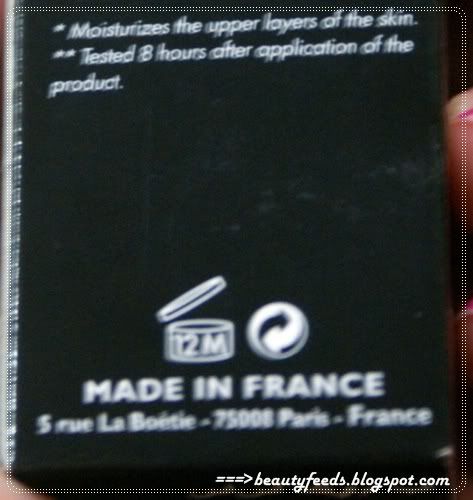 * Moisturizes the upper layers of the skin.
** Tested 8 hours after application of the
product.
12M
MADE IN FRANCE
5 rue La Boétie - 75008 Paris - France
===>beautyfeeds.blogspot.com